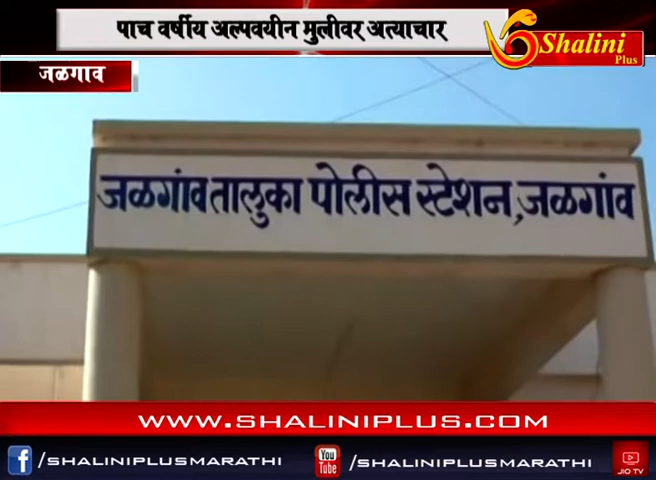 पाच वर्षीय अल्पवयीन मुलीवर अत्याचार
Shalini
Plus
जळगाव
जळगांव तालुका पोलीस स्टेशन, जळगांव
WWW.SHALINIPLUS.COM
/SHALINIPLUSMARATHI
You Tube
/SHALINIPLUSMARATHI
JIO TV